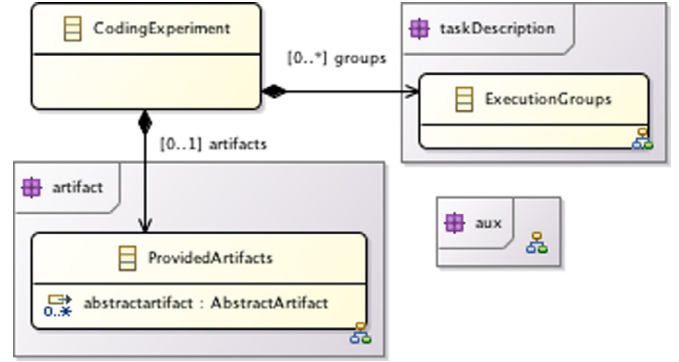 CodingExperiment
taskDescription
[0..*] groups
ExecutionGroups
[0..1] artifacts
artifact
aux
ProvidedArtifacts
0..* abstractartifact : AbstractArtifact